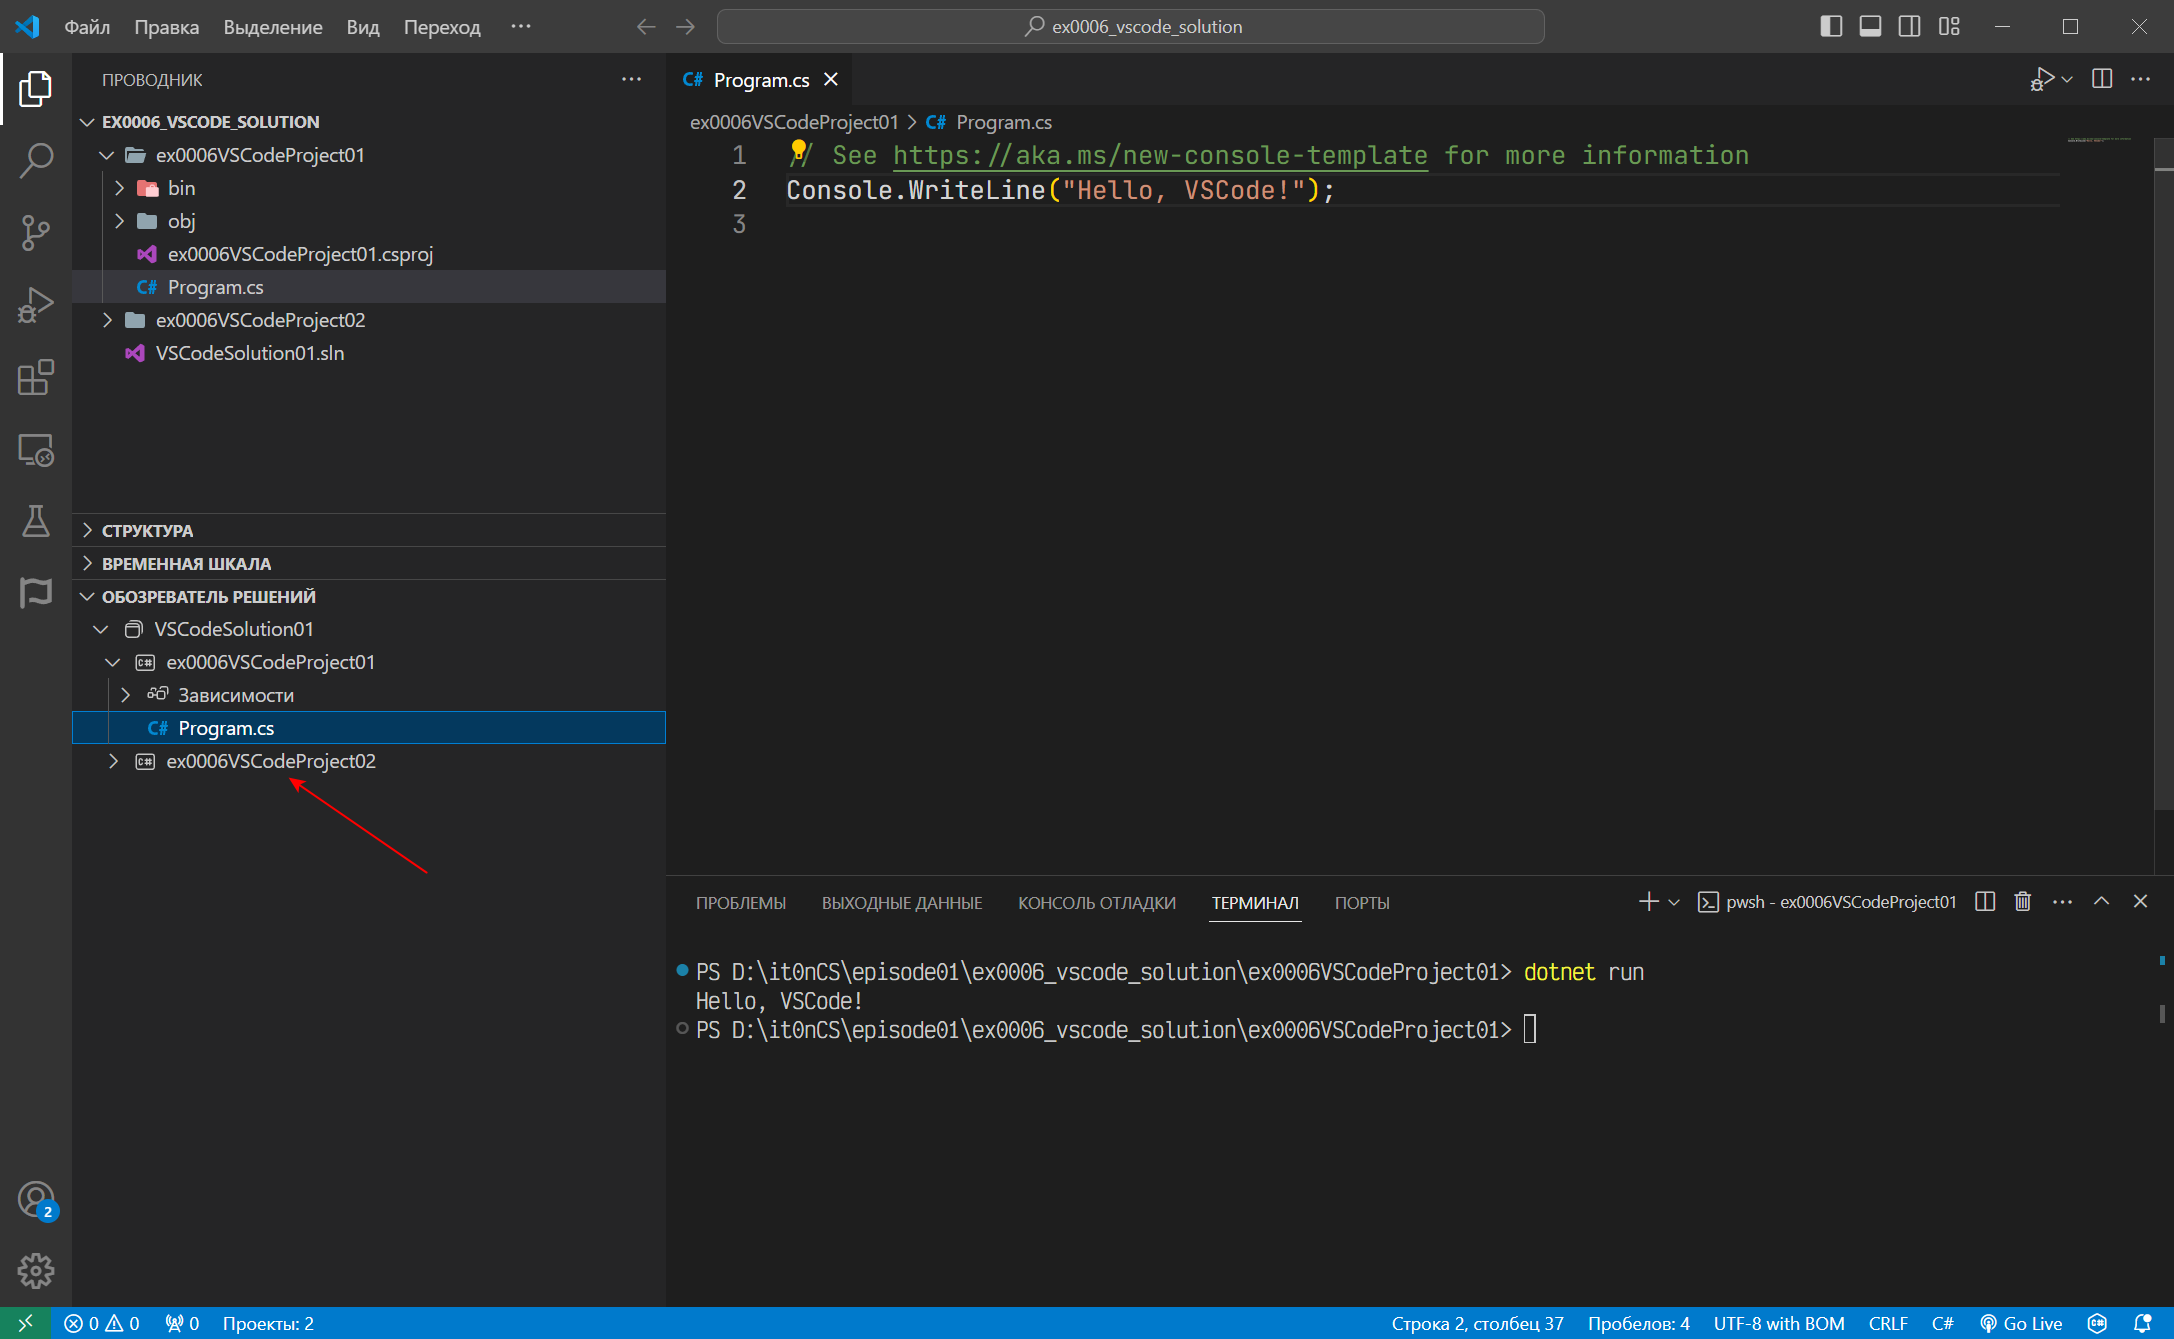 Файл Правка Выделение Вид Переход ··· ex0006_vscode_solution
ПРОВОДНИК
EX0006_VSCODE_SOLUTION
ex0006VSCodeProject01
bin
obj
ex0006VSCodeProject01.csproj
C# Program.cs
ex0006VSCodeProject02
VSCodeSolution01.sln
СТРУКТУРА
ВРЕМЕННАЯ ШКАЛА
ОБОЗРЕВАТЕЛЬ РЕШЕНИЙ
VSCodeSolution01
C# ex0006VSCodeProject01
Зависимости
C# Program.cs
C# ex0006VSCodeProject02
2
C# Program.cs
ex0006VSCodeProject01 > C# Program.cs
1 // See https://aka.ms/new-console-template for more information
2 Console.WriteLine("Hello, VSCode!");
3
ПРОБЛЕМЫ ВЫХОДНЫЕ ДАННЫЕ КОНСОЛЬ ОТЛАДКИ ТЕРМИНАЛ ПОРТЫ pwsh - ex0006VSCodeProject01
PS D:\it0nCS\episode01\ex0006_vscode_solution\ex0006VSCodeProject01> dotnet run
Hello, VSCode!
PS D:\it0nCS\episode01\ex0006_vscode_solution\ex0006VSCodeProject01>
0 0 0 Проекты: 2 Строка 2, столбец 37 Пробелов: 4 UTF-8 with BOM CRLF C# Go Live